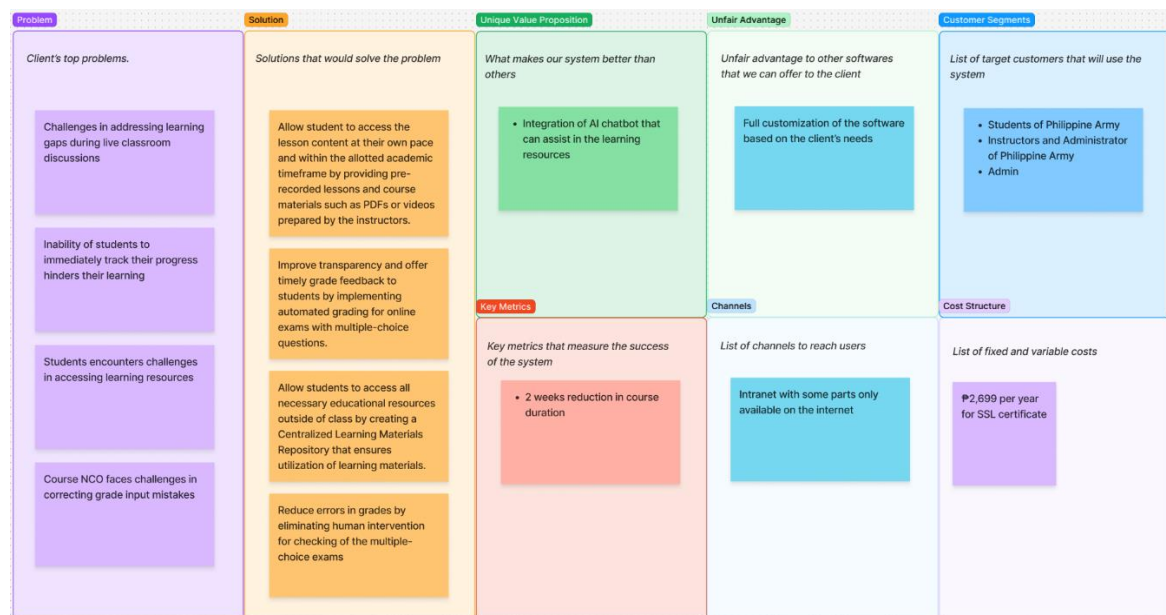 Problem
Client's top problems.
Challenges in addressing learning
gaps during live classroom
discussions
Inability of students to
immediately track their progress
hinders their learning
Students encounters challenges
in accessing learning resources
Course NCO faces challenges in
correcting grade input mistakes
Solution
Solutions that would solve the problem
Allow student to access the
lesson content at their own pace
and within the allotted academic
timeframe by providing pre-
recorded lessons and course
materials such as PDFs or videos
prepared by the instructors.
Improve transparency and offer
timely grade feedback to
students by implementing
automated grading for online
exams with multiple-choice
questions.
Allow students to access all
necessary educational resources
outside of class by creating a
Centralized Learning Materials
Repository that ensures
utilization of learning materials.
Reduce errors in grades by
eliminating human intervention
for checking of the multiple-
choice exams
Unique Value Proposition
What makes our system better than
others
• Integration of AI chatbot that
can assist in the learning
resources
Key Metrics
Key metrics that measure the success
of the system
• 2 weeks reduction in course
duration
Unfair Advantage
Unfair advantage to other softwares
that we can offer to the client
Full customization of the software
based on the client's needs
Channels
List of channels to reach users
Intranet with some parts only
available on the internet
Customer Segments
List of target customers that will use the
system
• Students of Philippine Army
• Instructors and Administrator
of Philippine Army
• Admin
Cost Structure
List of fixed and variable costs
₱2,699 per year
for SSL certificate